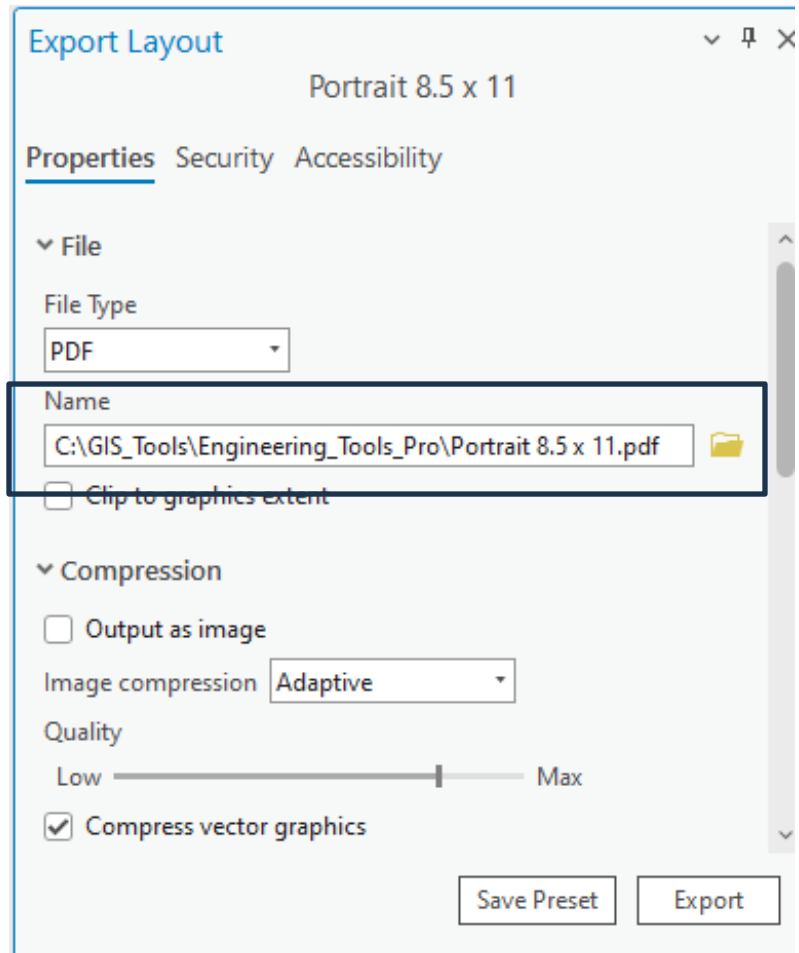 Export Layout
Portrait 8.5 x 11
Properties Security Accessibility
File
File Type
PDF
Name
C:\GIS_Tools\Engineering_Tools_Pro\Portrait 8.5 x 11.pdf
Clip to graphics extent
Compression
Output as image
Image compression Adaptive
Quality
Low Max
Compress vector graphics
Save Preset Export